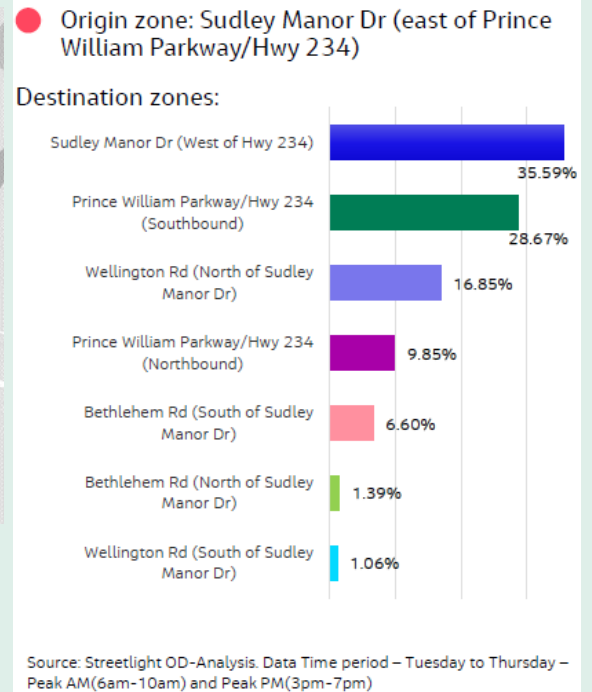 Origin zone: Sudley Manor Dr (east of Prince
William Parkway/Hwy 234)
Destination zones:
Sudley Manor Dr (West of Hwy 234)
35.59%
Prince William Parkway/Hwy 234
(Southbound)
28.67%
Wellington Rd (North of Sudley
Manor Dr)
16.85%
Prince William Parkway/Hwy 234
(Northbound)
9.85%
Bethlehem Rd (South of Sudley
Manor Dr)
6.60%
Bethlehem Rd (North of Sudley
Manor Dr)
1.39%
Wellington Rd (South of Sudley
Manor Dr)
1.06%
Source: Streetlight OD-Analysis. Data Time period – Tuesday to Thursday –
Peak AM(6am-10am) and Peak PM(3pm-7pm)